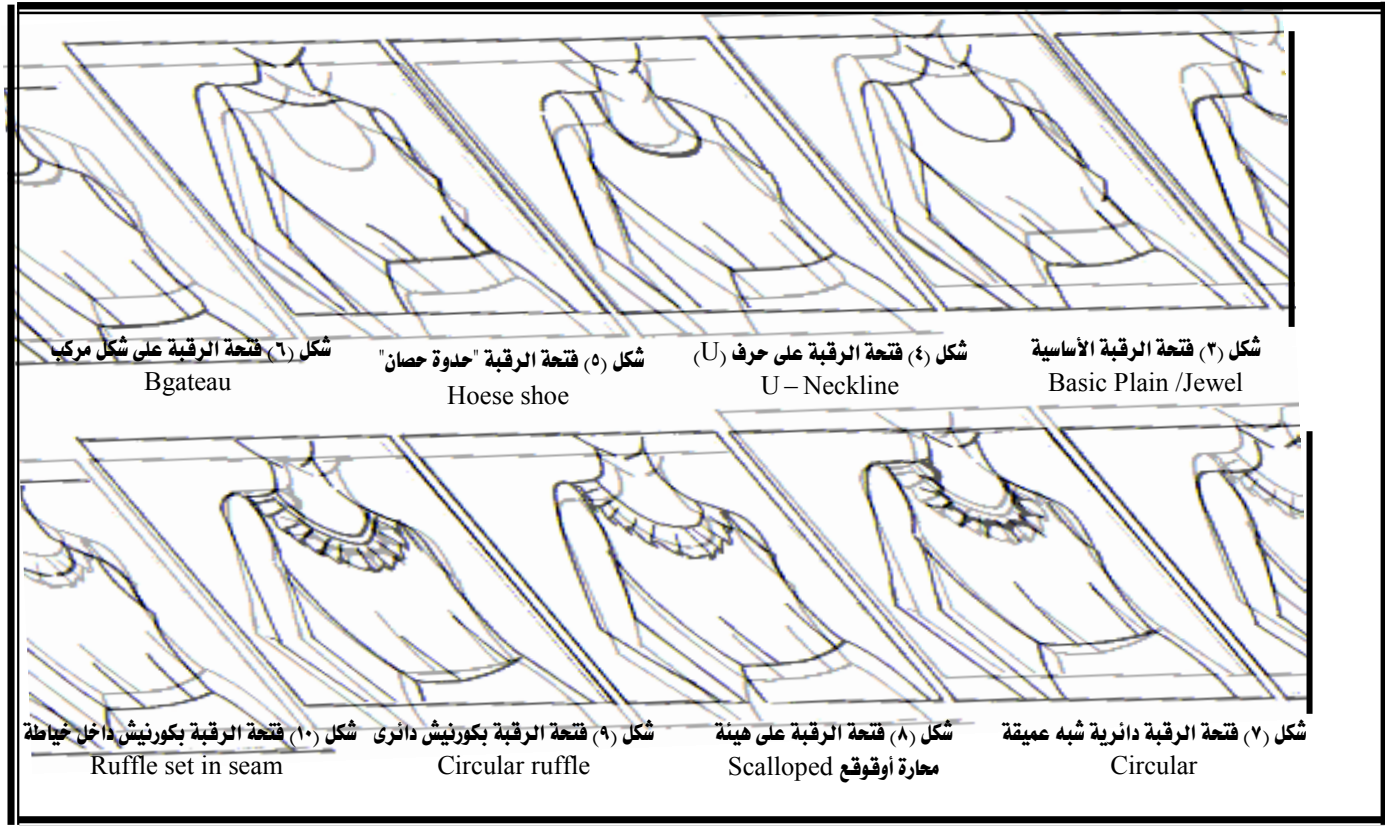 شكل (٣) فتحة الرقبة الأساسية
Basic Plain /Jewel
شكل (٤) فتحة الرقبة على حرف (U)
U – Neckline
شكل (٥) فتحة الرقبة "حدوة حصان"
Hoese shoe
شكل (٦) فتحة الرقبة على شكل مركب
Bgateau
شكل (٧) فتحة الرقبة دائرية شبه عميقة
Circular
شكل (٨) فتحة الرقبة على هيئة
محارة أوقوقع Scalloped
شكل (٩) فتحة الرقبة بكورنيش دائرى
Circular ruffle
شكل (١٠) فتحة الرقبة بكورنيش داخل خياطة
Ruffle set in seam